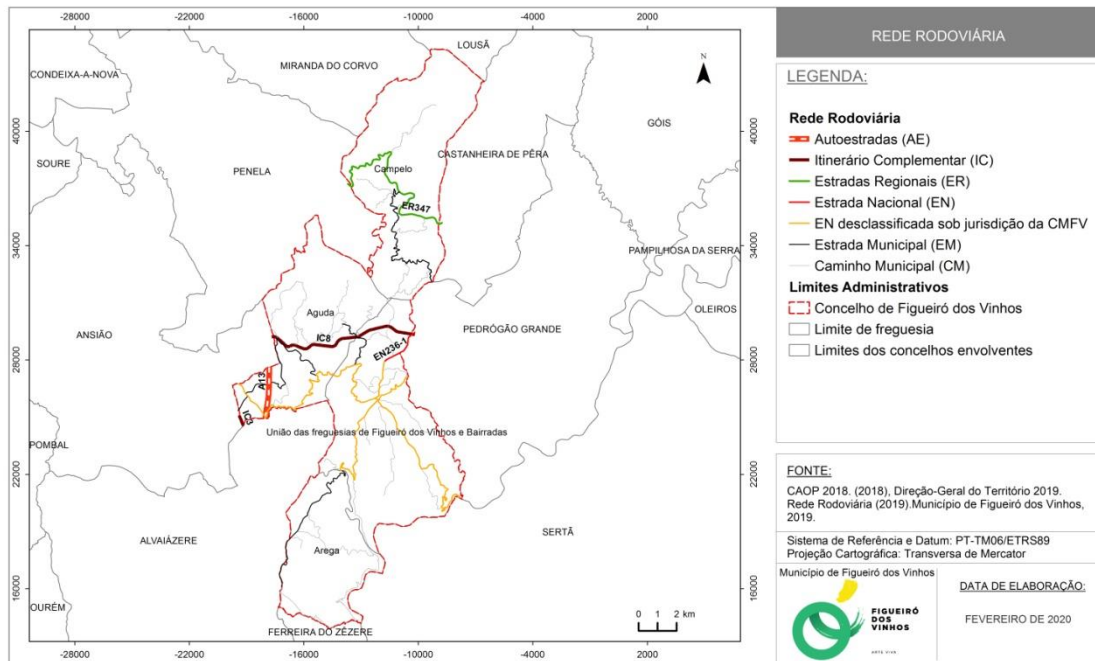 -28000 -22000 -16000 -10000 -4000 2000
40000
34000
28000
22000
16000
LOUSÃ
MIRANDA DO CORVO
CONDEIXA-A-NOVA
GÓIS
SOURE
PENELA
CASTANHEIRA DE PÊRA
Campelo
ER347
PAMPILHOSA DA SERRA
OLEIROS
Aguda
ANSIÃO
IC8
PEDRÓGÃO GRANDE
EN236-1
A13
IC3
União das freguesias de Figueiró dos Vinhos e Bairradas
POMBAL
SERTÃ
ALVAIÁZERE
Arega
OURÉM
FERREIRA DO ZÊZERE
N
0 1 2 km
-28000 -22000 -16000 -10000 -4000 2000
40000
34000
28000
22000
16000
REDE RODOVIÁRIA
LEGENDA:
Rede Rodoviária
Autoestradas (AE)
Itinerário Complementar (IC)
Estradas Regionais (ER)
Estrada Nacional (EN)
EN desclassificada sob jurisdição da CMFV
Estrada Municipal (EM)
Caminho Municipal (CM)
Limites Administrativos
Concelho de Figueiró dos Vinhos
Limite de freguesia
Limites dos concelhos envolventes
FONTE:
CAOP 2018. (2018), Direção-Geral do Território 2019.
Rede Rodoviária (2019).Município de Figueiró dos Vinhos,
2019.
Sistema de Referência e Datum: PT-TM06/ETRS89
Projeção Cartográfica: Transversa de Mercator
Município de Figueiró dos Vinhos
FIGUEIRÓ
DOS
VINHOS
ARTE VIVA
DATA DE ELABORAÇÃO:
FEVEREIRO DE 2020